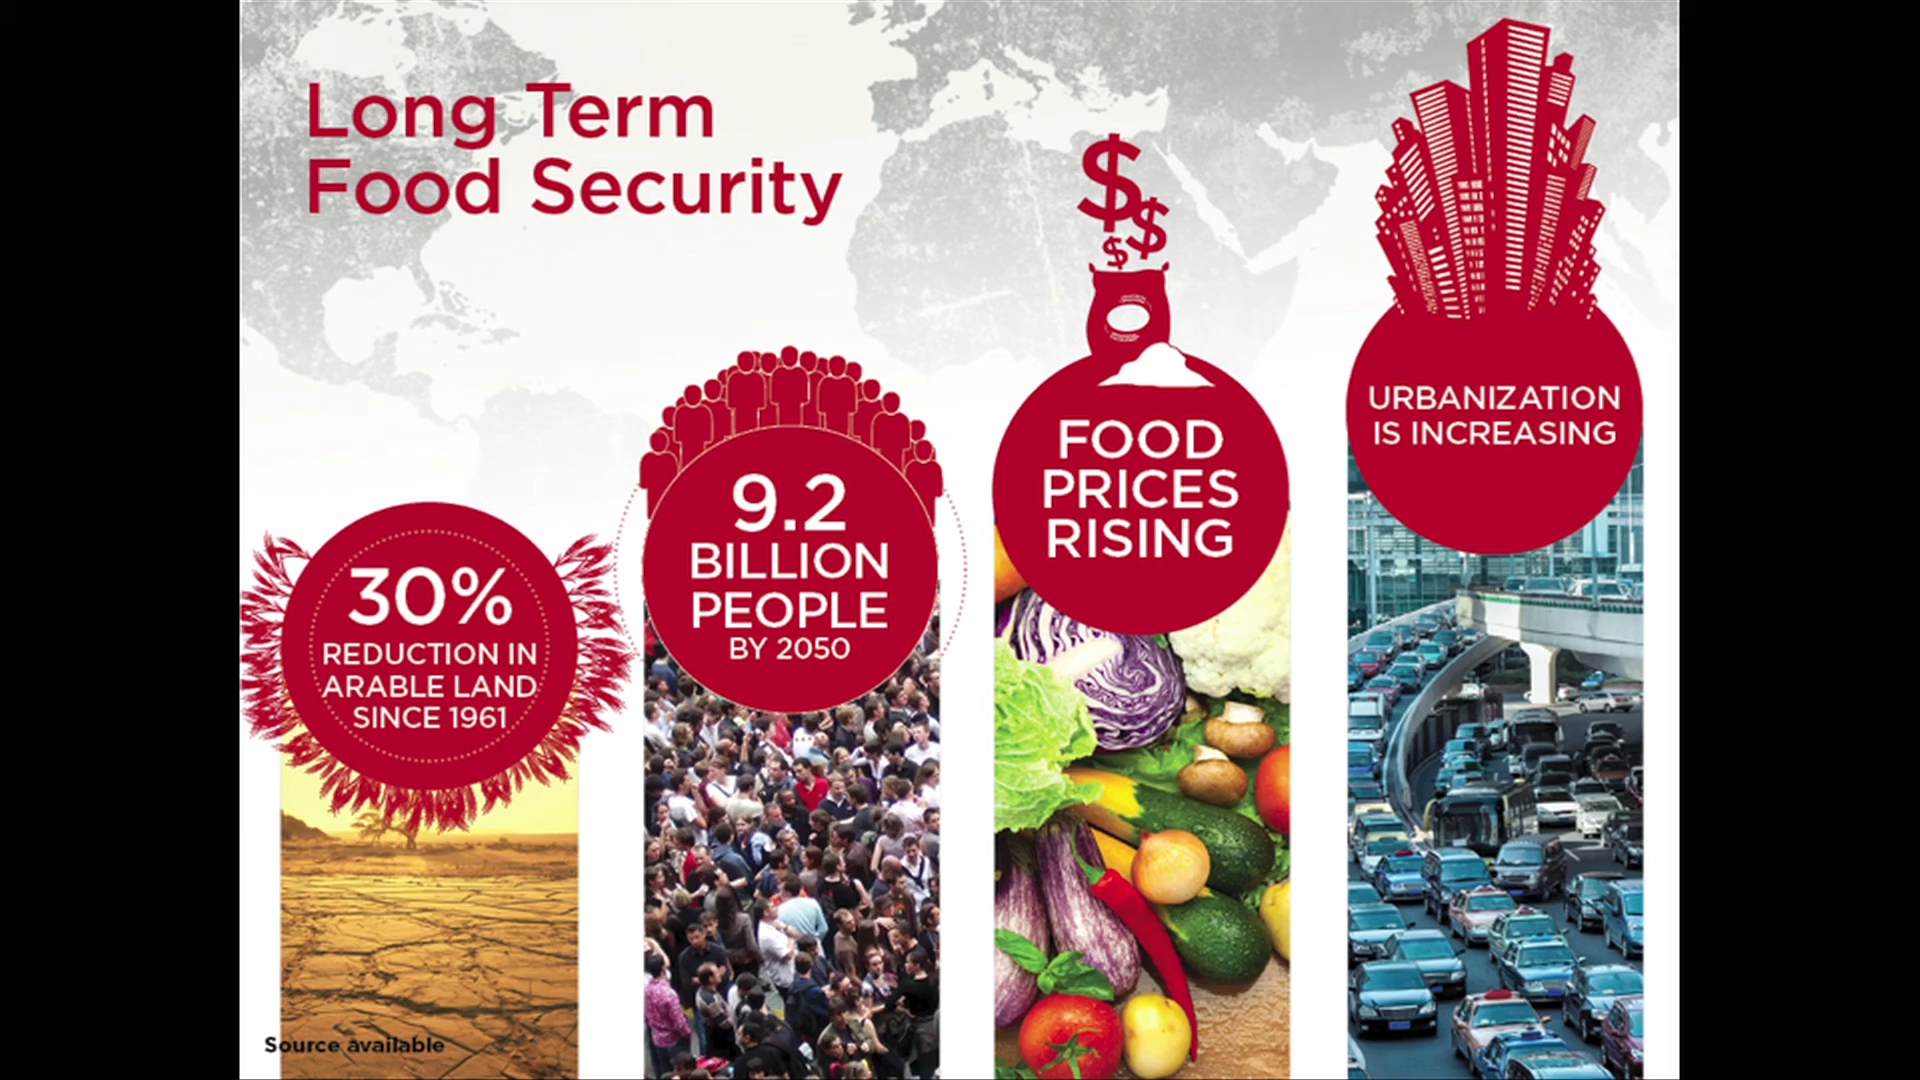 Long Term
Food Security
30%
REDUCTION IN
ARABLE LAND
SINCE 1961
9.2
BILLION
PEOPLE
BY 2050
FOOD
PRICES
RISING
$
$
$
URBANIZATION
IS INCREASING
Source available